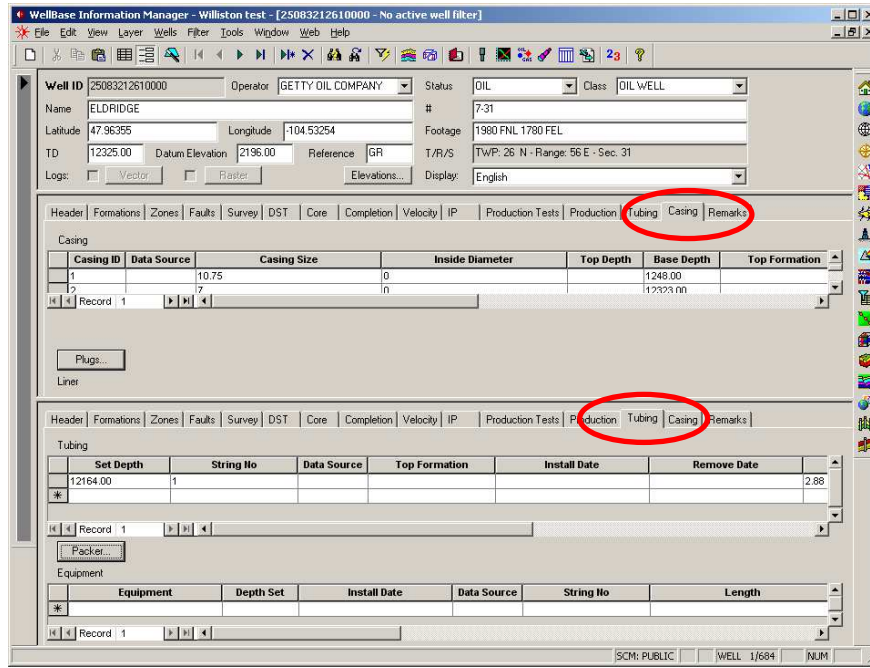 WellBase Information Manager - Williston test - [25083212610000 - No active well filter]
File Edit View Layer Wells Filter Tools Window Web Help
23
Well ID 25083212610000 Operator GETTY OIL COMPANY Status OIL Class OIL WELL
Name ELDRIDGE # 7-31
Latitude 47.96355 Longitude -104.53254 Footage 1980 FNL 1780 FEL
TD 12325.00 Datum Elevation 2196.00 Reference GR T/R/S TWP: 26 N - Range: 56 E - Sec. 31
Logs: Vector Raster Elevations... Display: English
Header Formations Zones Faults Survey DST Core Completion Velocity IP Production Tests Production Tubing Casing Remarks
Casing
Casing ID Data Source Casing Size Inside Diameter Top Depth Base Depth Top Formation
1 10.75 0 1248.00
2 7 0 12323.00
Record 1
Plugs...
Liner
Header Formations Zones Faults Survey DST Core Completion Velocity IP Production Tests Production Tubing Casing Remarks
Tubing
Set Depth String No Data Source Top Formation Install Date Remove Date
12164.00 1 2.88
*
Record 1
Packer...
Equipment
Equipment Depth Set Install Date Data Source String No Length
*
Record 1
SCM: PUBLIC WELL 1/684 NUM